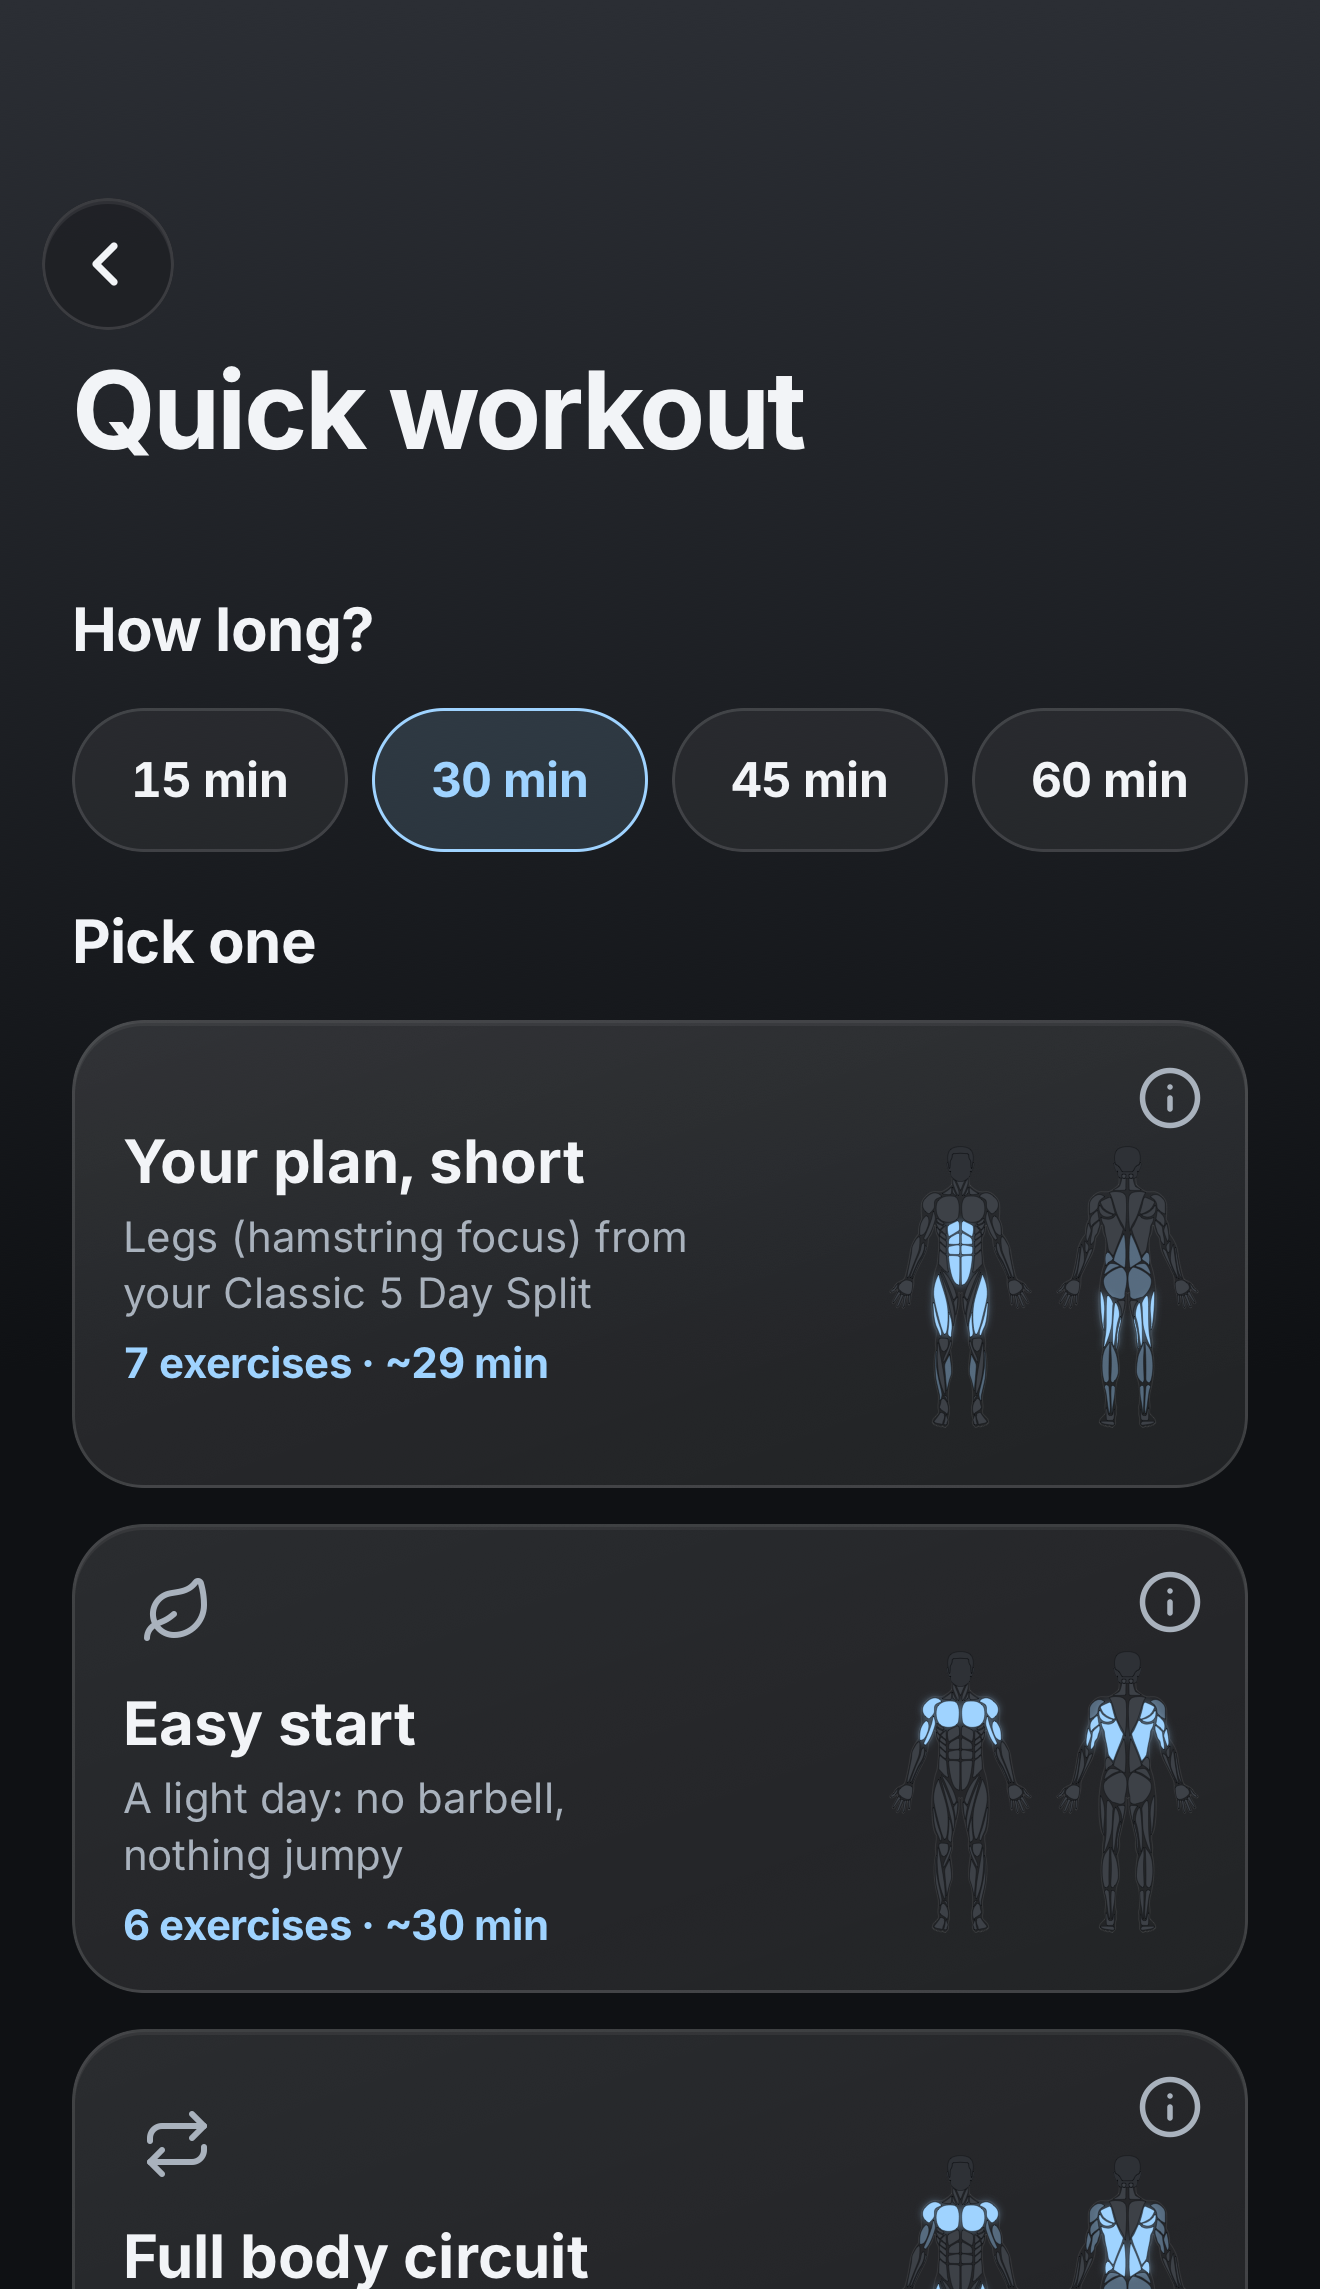 Quick workout
How long?
15 min 30 min 45 min 60 min
Pick one
Your plan, short
Legs (hamstring focus) from
your Classic 5 Day Split
7 exercises · ~29 min
Easy start
A light day: no barbell,
nothing jumpy
6 exercises · ~30 min
Full body circuit